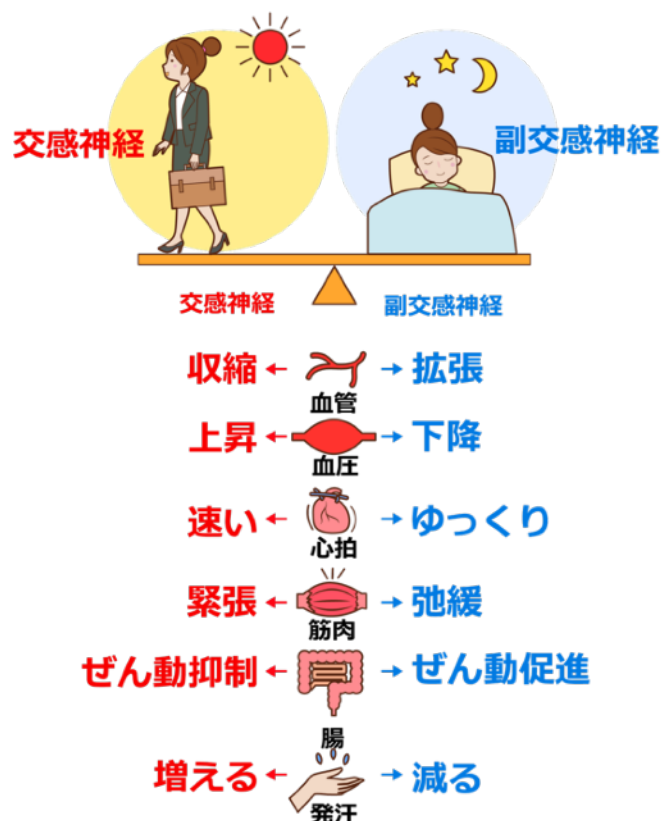 交感神経
副交感神経
交感神経 副交感神経
収縮 ← → 拡張
血管
上昇 ← → 下降
血圧
速い ← → ゆっくり
心拍
緊張 ← → 弛緩
筋肉
ぜん動抑制 ← → ぜん動促進
腸
増える ← → 減る
発汗